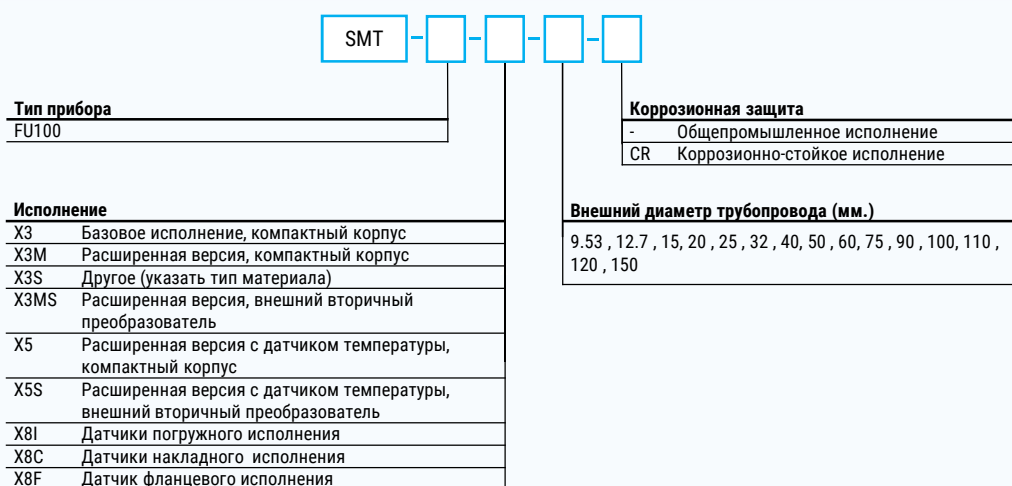 SMT
Тип прибора
FU100
Исполнение
X3 Базовое исполнение, компактный корпус
X3M Расширенная версия, компактный корпус
X3S Другое (указать тип материала)
X3MS Расширенная версия, внешний вторичный
преобразователь
X5 Расширенная версия с датчиком температуры,
компактный корпус
X5S Расширенная версия с датчиком температуры,
внешний вторичный преобразователь
X8I Датчики погружного исполнения
X8C Датчики накладного исполнения
X8F Датчик фланцевого исполнения
Коррозионная защита
- Общепромышленное исполнение
CR Коррозионно-стойкое исполнение
Внешний диаметр трубопровода (мм.)
9.53 , 12.7 , 15, 20 , 25 , 32 , 40, 50 , 60, 75 , 90 , 100, 110 ,
120 , 150